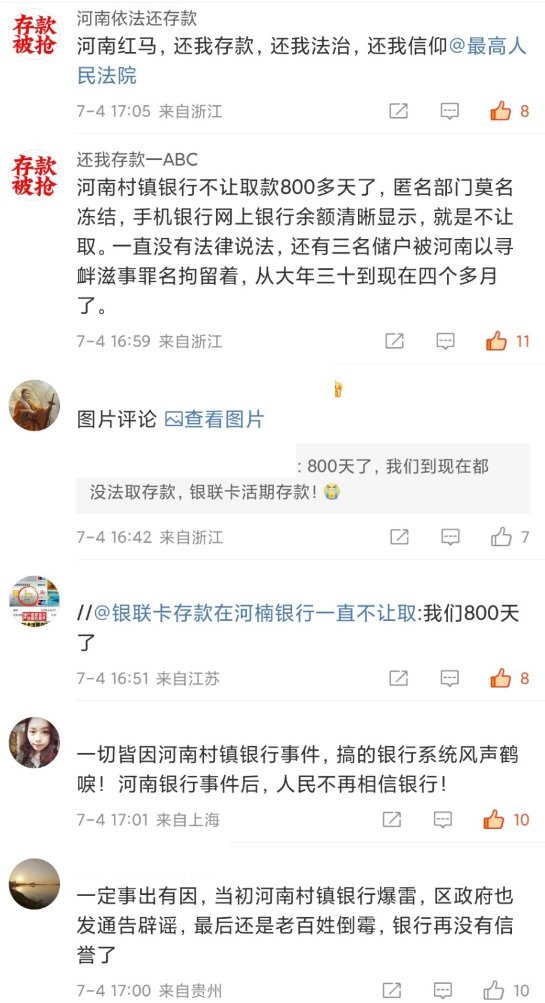 存款
被抢
河南依法还存款
河南红马，还我存款，还我法治，还我信仰@最高人
民法院
7-4 17:05 来自浙江
8
存款
被抢
还我存款一ABC
河南村镇银行不让取款800多天了，匿名部门莫名
冻结，手机银行网上银行余额清晰显示，就是不让
取。一直没有法律说法，还有三名储户被河南以寻
衅滋事罪名拘留着，从大年三十到现在四个多月
了。
7-4 16:59 来自浙江
11
图片评论 查看图片
: 800天了，我们到现在都
没法取存款，银联卡活期存款！😭
7-4 16:42 来自浙江
7
//@银联卡存款在河楠银行一直不让取:我们800天
了
7-4 16:51 来自江苏
8
一切皆因河南村镇银行事件，搞的银行系统风声鹤
唳！河南银行事件后，人民不再相信银行！
7-4 17:01 来自上海
10
一定事出有因，当初河南村镇银行爆雷，区政府也
发通告辟谣，最后还是老百姓倒霉，银行再没有信
誉了
7-4 17:00 来自贵州
10